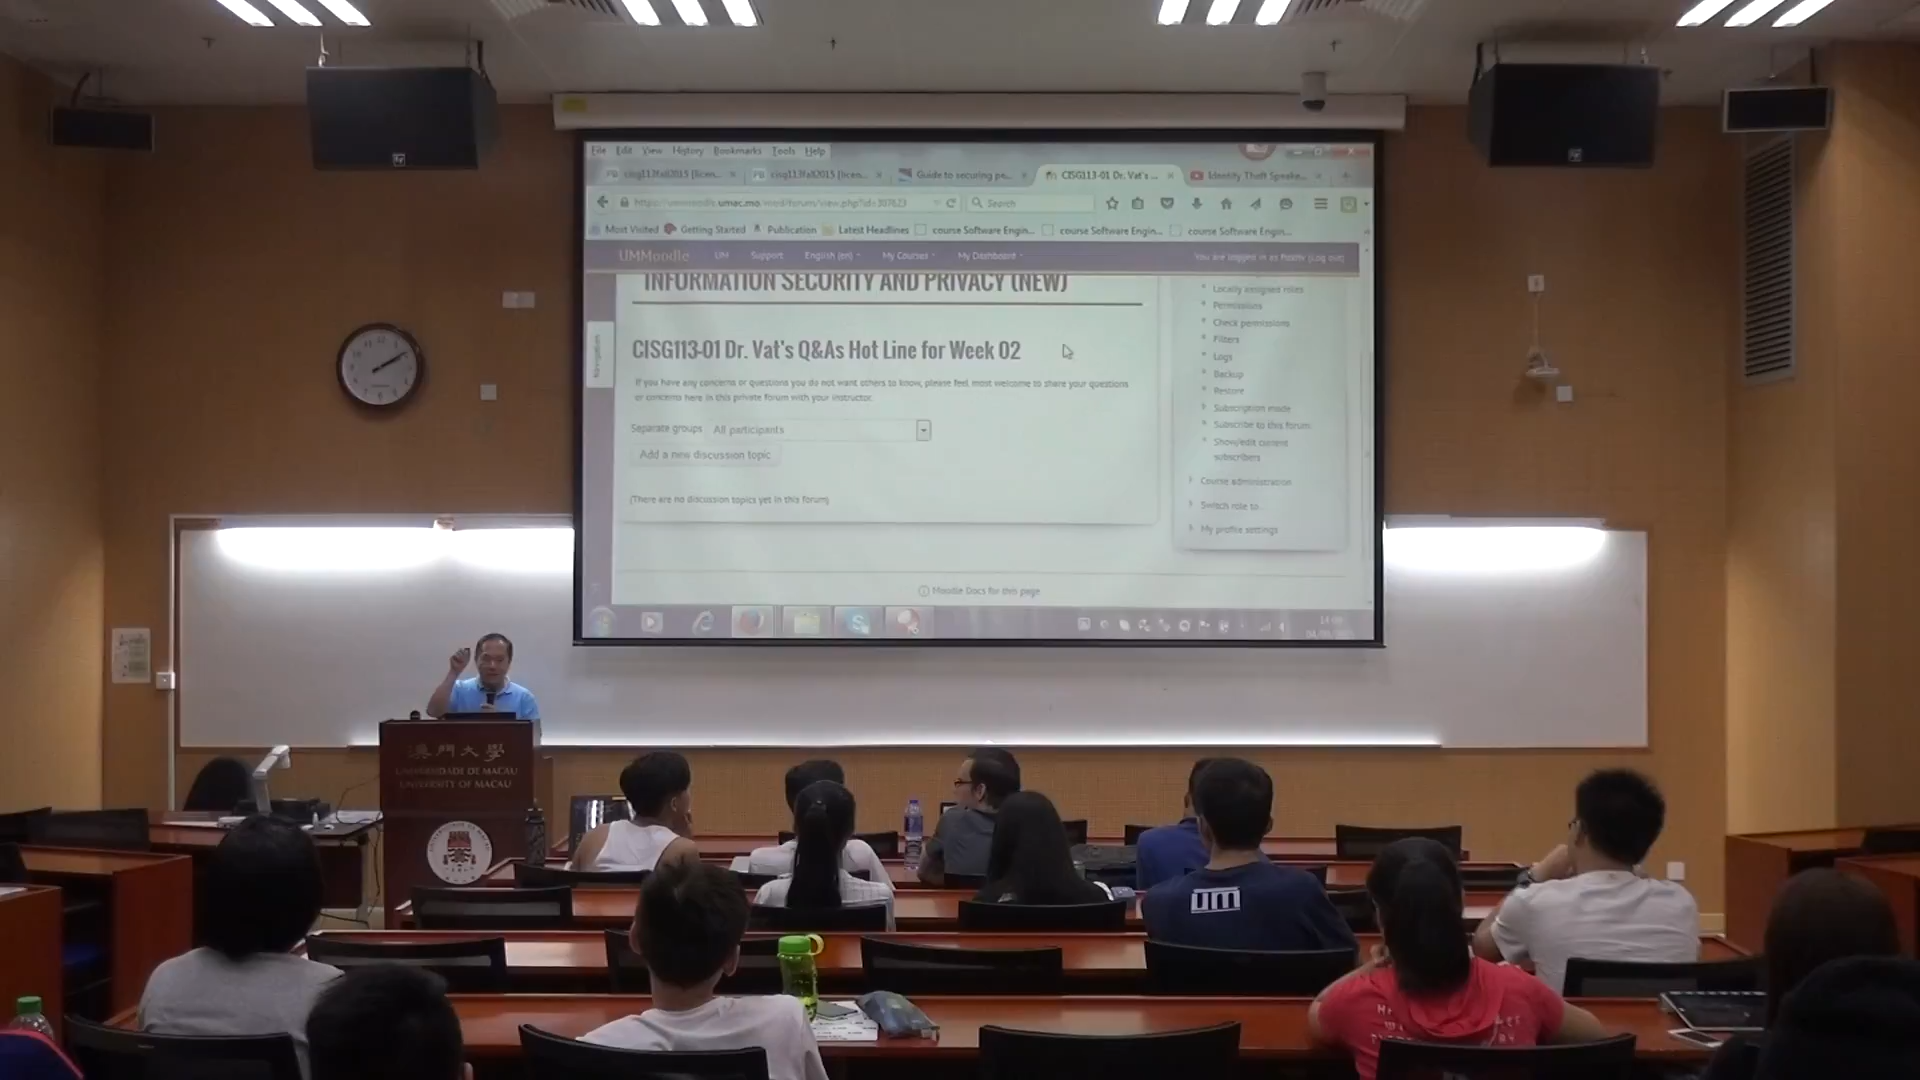 File Edit View History Bookmarks Tools Help
cisg113fall2015 (licen... cisg113fall2015 (licen... Guide to securing pe... CISG113-01 Dr. Vat's ... Identity Theft Speake...
Search
Most Visited Getting Started Publication Latest Headlines course Software Engin... course Software Engin... course Software Engin...
UMMoodle UM Support English (en) My Courses My Dashboard
INFORMATION SECURITY AND PRIVACY (NEW)
Navigation
CISG113-01 Dr. Vat's Q&As Hot Line for Week 02
If you have any concerns or questions you do not want others to know, please feel most welcome to share your questions
or concerns here in this private forum with your instructor.
Separate groups All participants
Add a new discussion topic
(There are no discussion topics yet in this forum)
Locally assigned roles
Permissions
Check permissions
Filters
Logs
Backup
Restore
Subscription mode
Subscribe to this forum
Show/edit current
subscribers
Course administration
Switch role to...
My profile settings
Moodle Docs for this page
澳門大學
UNIVERSIDADE DE MACAU
UNIVERSITY OF MACAU
um